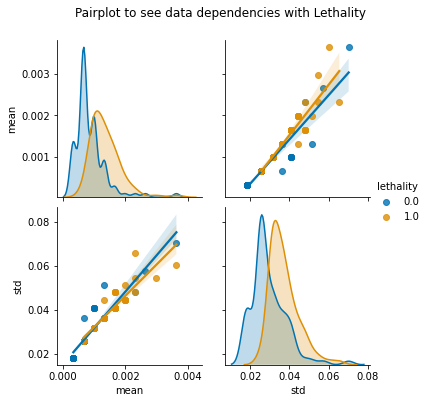 Pairplot to see data dependencies with Lethality
0.003
0.002
0.001
mean
lethality
0.0
1.0
0.08
0.06
0.04
0.02
std
0.000 0.002 0.004
mean
0.02 0.04 0.06 0.08
std